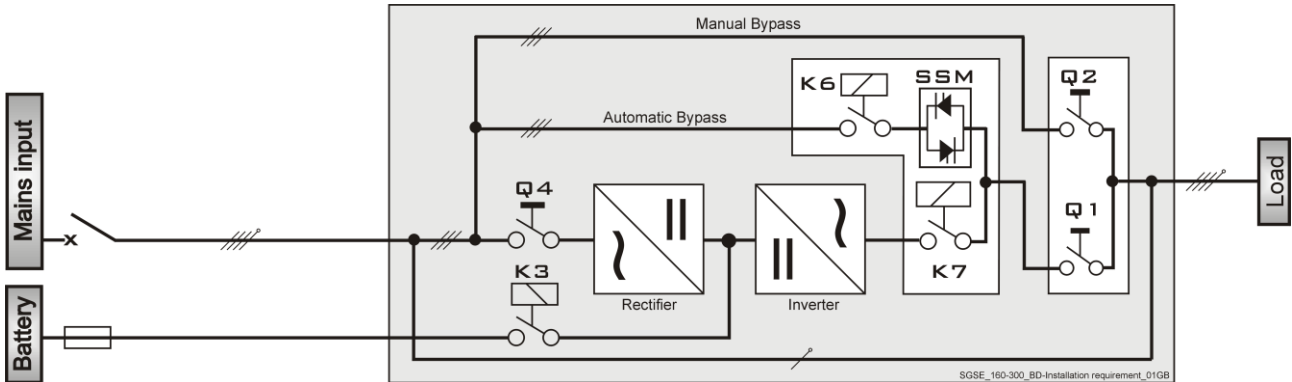 Manual Bypass
K6
SSM
Q2
Automatic Bypass
Mains input
Q4
Load
Q1
K7
K3
Rectifier
Inverter
Battery
SGSE_160-300_BD-Installation requirement_01GB